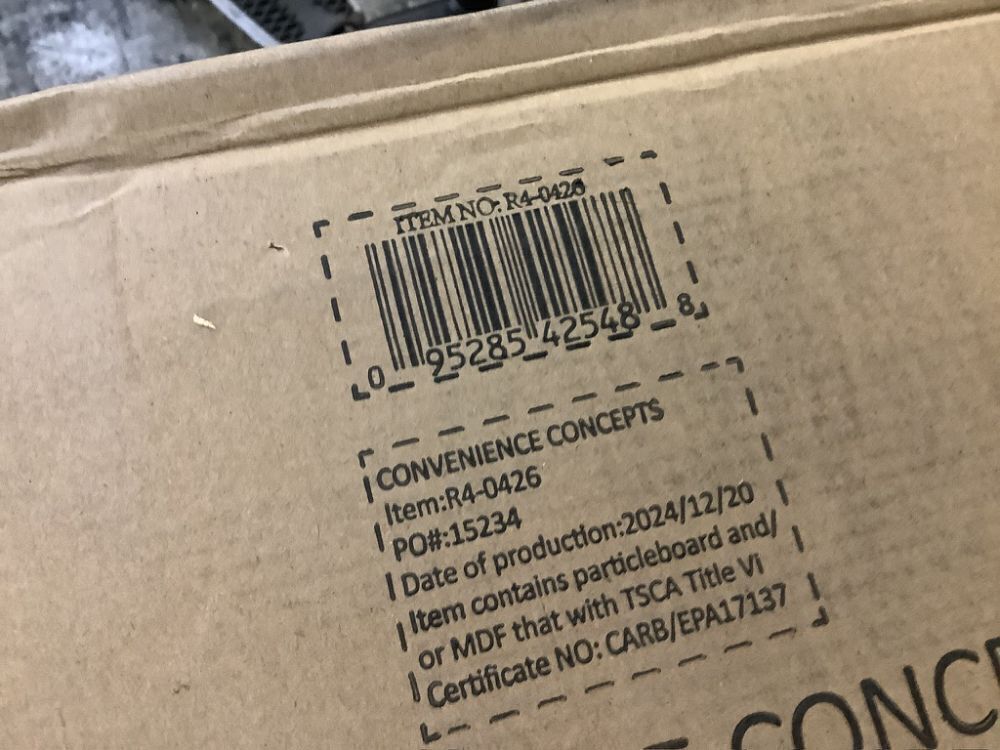 ITEM NO: R4-0426
0 95285 42548 8
CONVENIENCE CONCEPTS
Item:R4-0426
PO#:15234
Date of production:2024/12/20
Item contains particleboard and/
or MDF that with TSCA Title Vi
Certificate NO: CARB/EPA17137